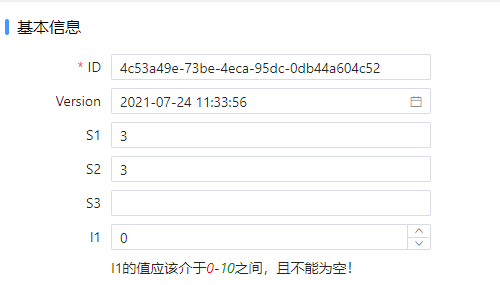 基本信息
* ID 4c53a49e-73be-4eca-95dc-0db44a604c52
Version 2021-07-24 11:33:56
S1 3
S2 3
S3
I1 0
I1的值应该介于0-10之间，且不能为空！